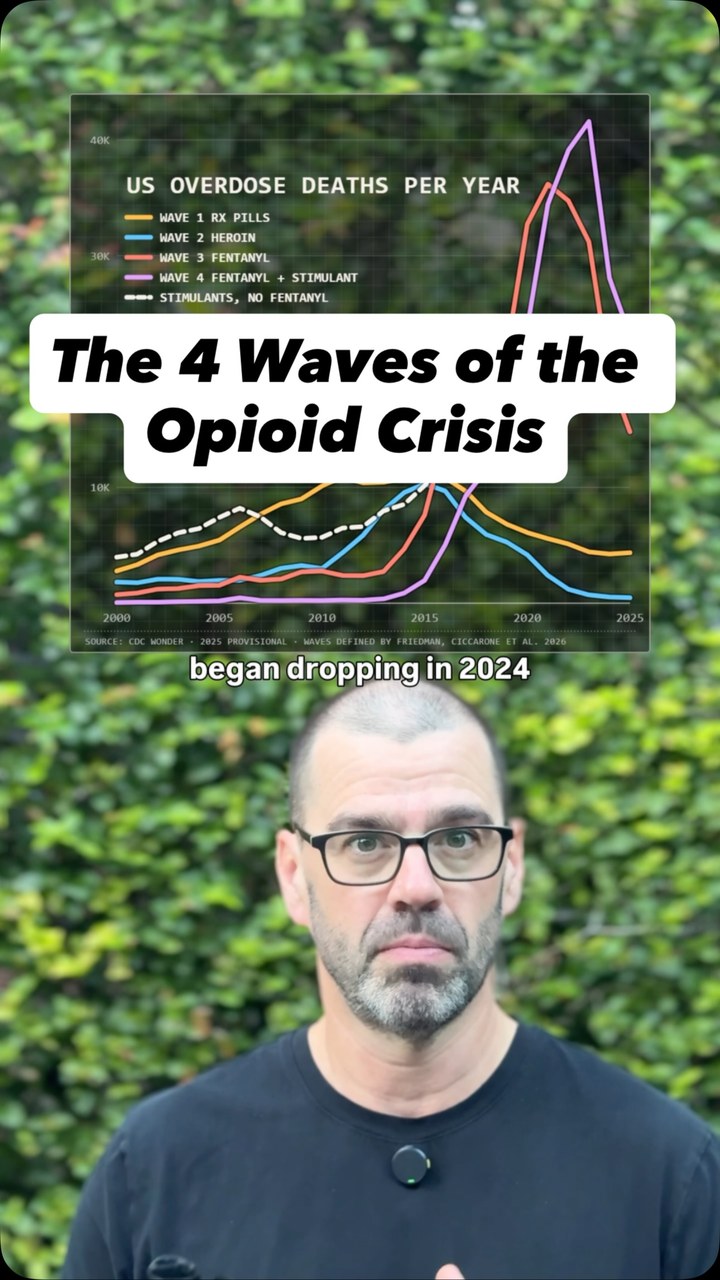 40K
US OVERDOSE DEATHS PER YEAR
WAVE 1 RX PILLS
WAVE 2 HEROIN
30K
WAVE 3 FENTANYL
WAVE 4 FENTANYL + STIMULANT
STIMULANTS, NO FENTANYL
The 4 Waves of the
Opioid Crisis
10K
2000 2005 2010 2015 2020 2025
SOURCE: CDC WONDER · 2025 PROVISIONAL · WAVES DEFINED BY FRIEDMAN, CICCARONE ET AL. 2026
began dropping in 2024